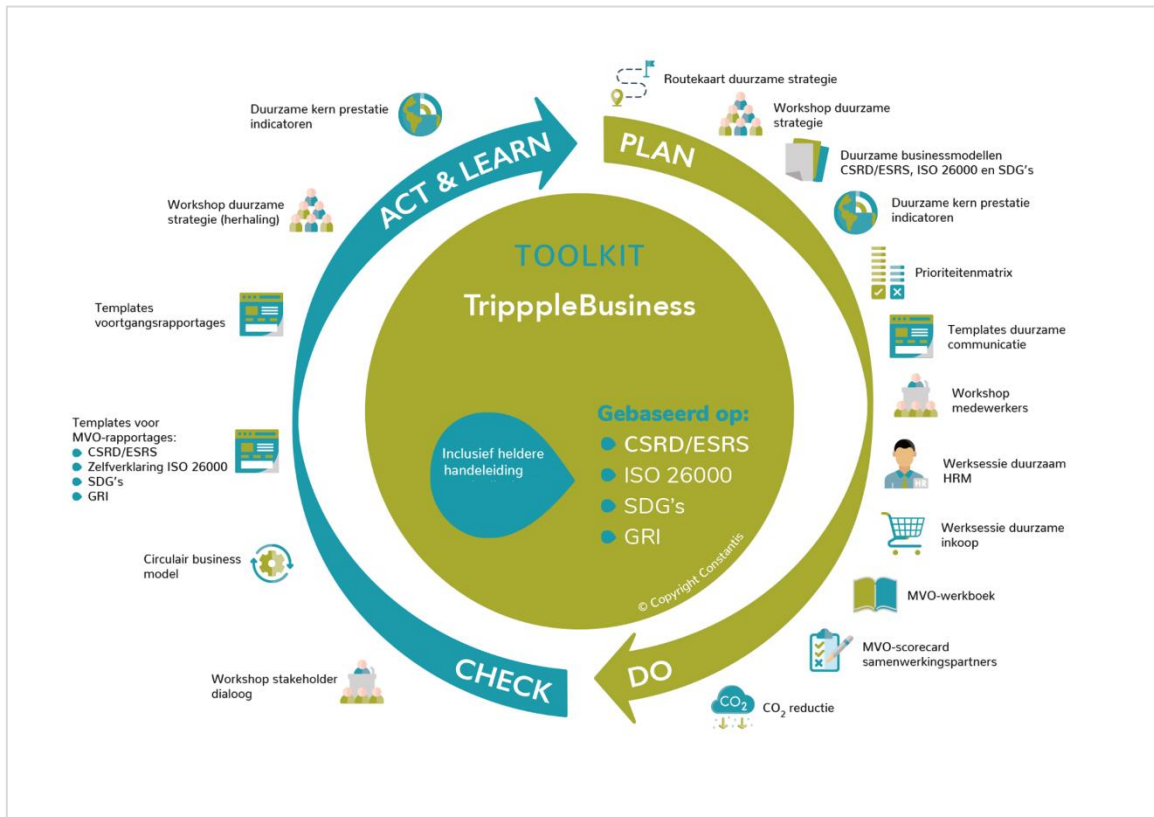 Routekaart duurzame strategie
Workshop duurzame
strategie
Duurzame businessmodellen
CSRD/ESRS, ISO 26000 en SDG's
Duurzame kern prestatie
indicatoren
Prioriteitenmatrix
Templates duurzame
communicatie
Workshop
medewerkers
Werksessie duurzaam
HRM
HR
Werksessie duurzame
inkoop
MVO-werkboek
MVO-scorecard
samenwerkingspartners
CO₂
CO₂ reductie
Workshop stakeholder
dialoog
Circulair business
model
Templates voor
MVO-rapportages:
CSRD/ESRS
Zelfverklaring ISO 26000
SDG's
GRI
Templates
voortgangsrapportages
Workshop duurzame
strategie (herhaling)
Duurzame kern prestatie
indicatoren
PLAN
DO
CHECK
ACT & LEARN
TOOLKIT
TripppleBusiness
Inclusief heldere
handeleiding
Gebaseerd op:
CSRD/ESRS
ISO 26000
SDG's
GRI
© Copyright Constantis